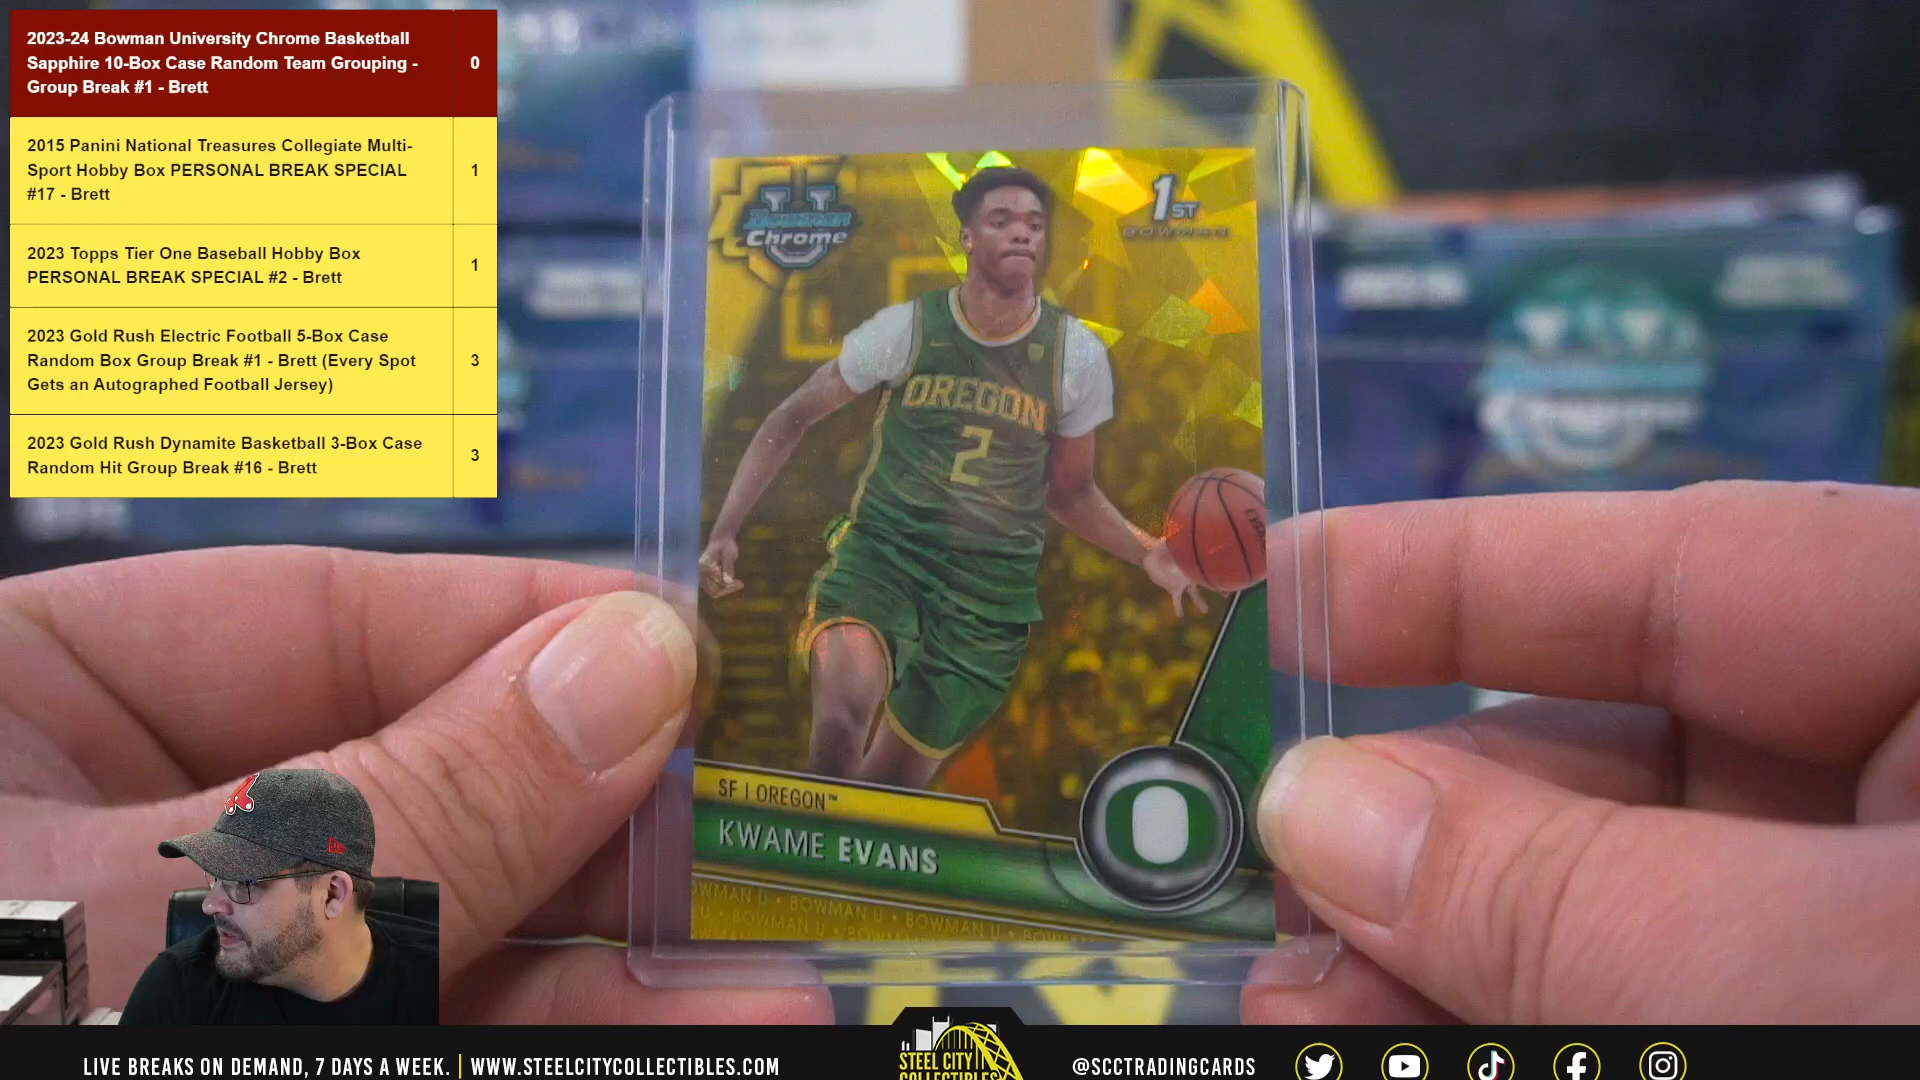 2023-24 Bowman University Chrome Basketball
Sapphire 10-Box Case Random Team Grouping -
Group Break #1 - Brett
0
2015 Panini National Treasures Collegiate Multi-
Sport Hobby Box PERSONAL BREAK SPECIAL
#17 - Brett
1
2023 Topps Tier One Baseball Hobby Box
PERSONAL BREAK SPECIAL #2 - Brett
1
2023 Gold Rush Electric Football 5-Box Case
Random Box Group Break #1 - Brett (Every Spot
Gets an Autographed Football Jersey)
3
2023 Gold Rush Dynamite Basketball 3-Box Case
Random Hit Group Break #16 - Brett
3
U
Bowman
Chrome
1ST
BOWMAN
OREGON
2
SF | OREGON™
KWAME EVANS
O
BOWMAN U • BOWMAN U
BOWMAN U
LIVE BREAKS ON DEMAND, 7 DAYS A WEEK. | WWW.STEELCITYCOLLECTIBLES.COM
STEEL CITY
COLLECTIBLES
@SCCTRADINGCARDS